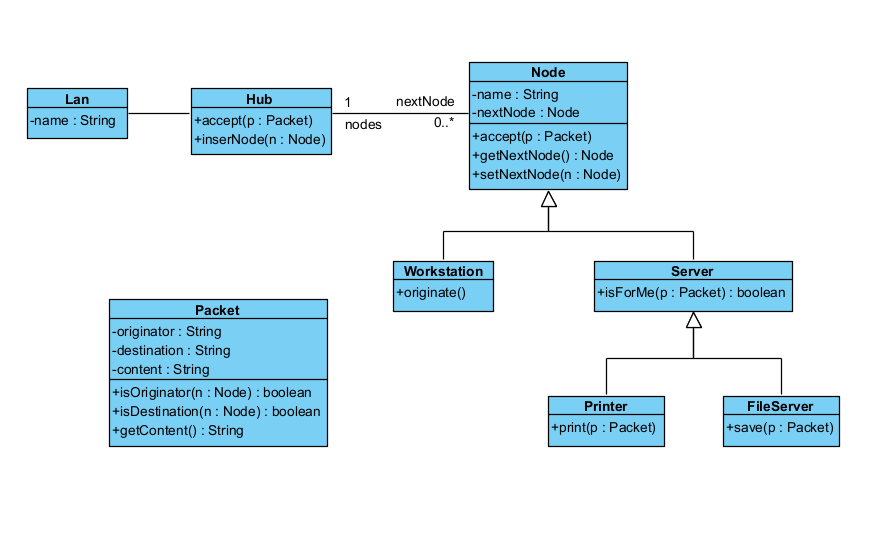 Lan
-name : String
Hub
+accept(p : Packet)
+inserNode(n : Node)
1
nodes
nextNode
0..*
Node
-name : String
-nextNode : Node
+accept(p : Packet)
+getNextNode() : Node
+setNextNode(n : Node)
Workstation
+originate()
Server
+isForMe(p : Packet) : boolean
Packet
-originator : String
-destination : String
-content : String
+isOriginator(n : Node) : boolean
+isDestination(n : Node) : boolean
+getContent() : String
Printer
+print(p : Packet)
FileServer
+save(p : Packet)